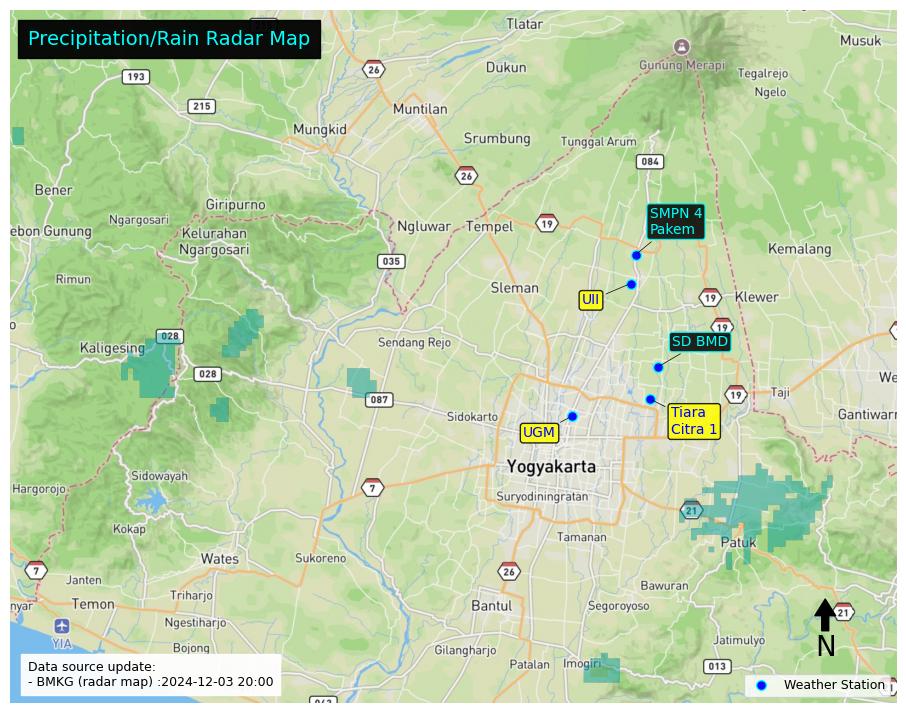 Precipitation/Rain Radar Map
Tlatar
Musuk
26
193
Dukun
Gunung Merapi
Tegalrejo
Ngelo
215
Muntilan
Mungkid
Srumbung
Tunggal Arum
084
26
Bener
Giripurno
SMPN 4
Pakem
Ngargosari
ebon Gunung
Kelurahan
Ngargosari
Ngluwar
Tempel
19
Kemalang
035
Rimun
Sleman
UII
19
Klewer
19
028
Kaligesing
Sendang Rejo
SD BMD
028
087
19
Taji
We
Sidokarto
Tiara
Citra 1
Gantiwarr
UGM
Yogyakarta
Sidowayah
Hargorojo
7
Suryodiningratan
21
Kokap
Tamanan
Patuk
Wates
Sukoreno
7
Janten
26
Bawuran
nyar
Temon
Triharjo
Bantul
Segoroyoso
21
Ngestiharjo
YIA
N
Bojong
Gilangharjo
Jatimulyo
Patalan
Imogiri
013
Data source update:
- BMKG (radar map) :2024-12-03 20:00
Weather Station